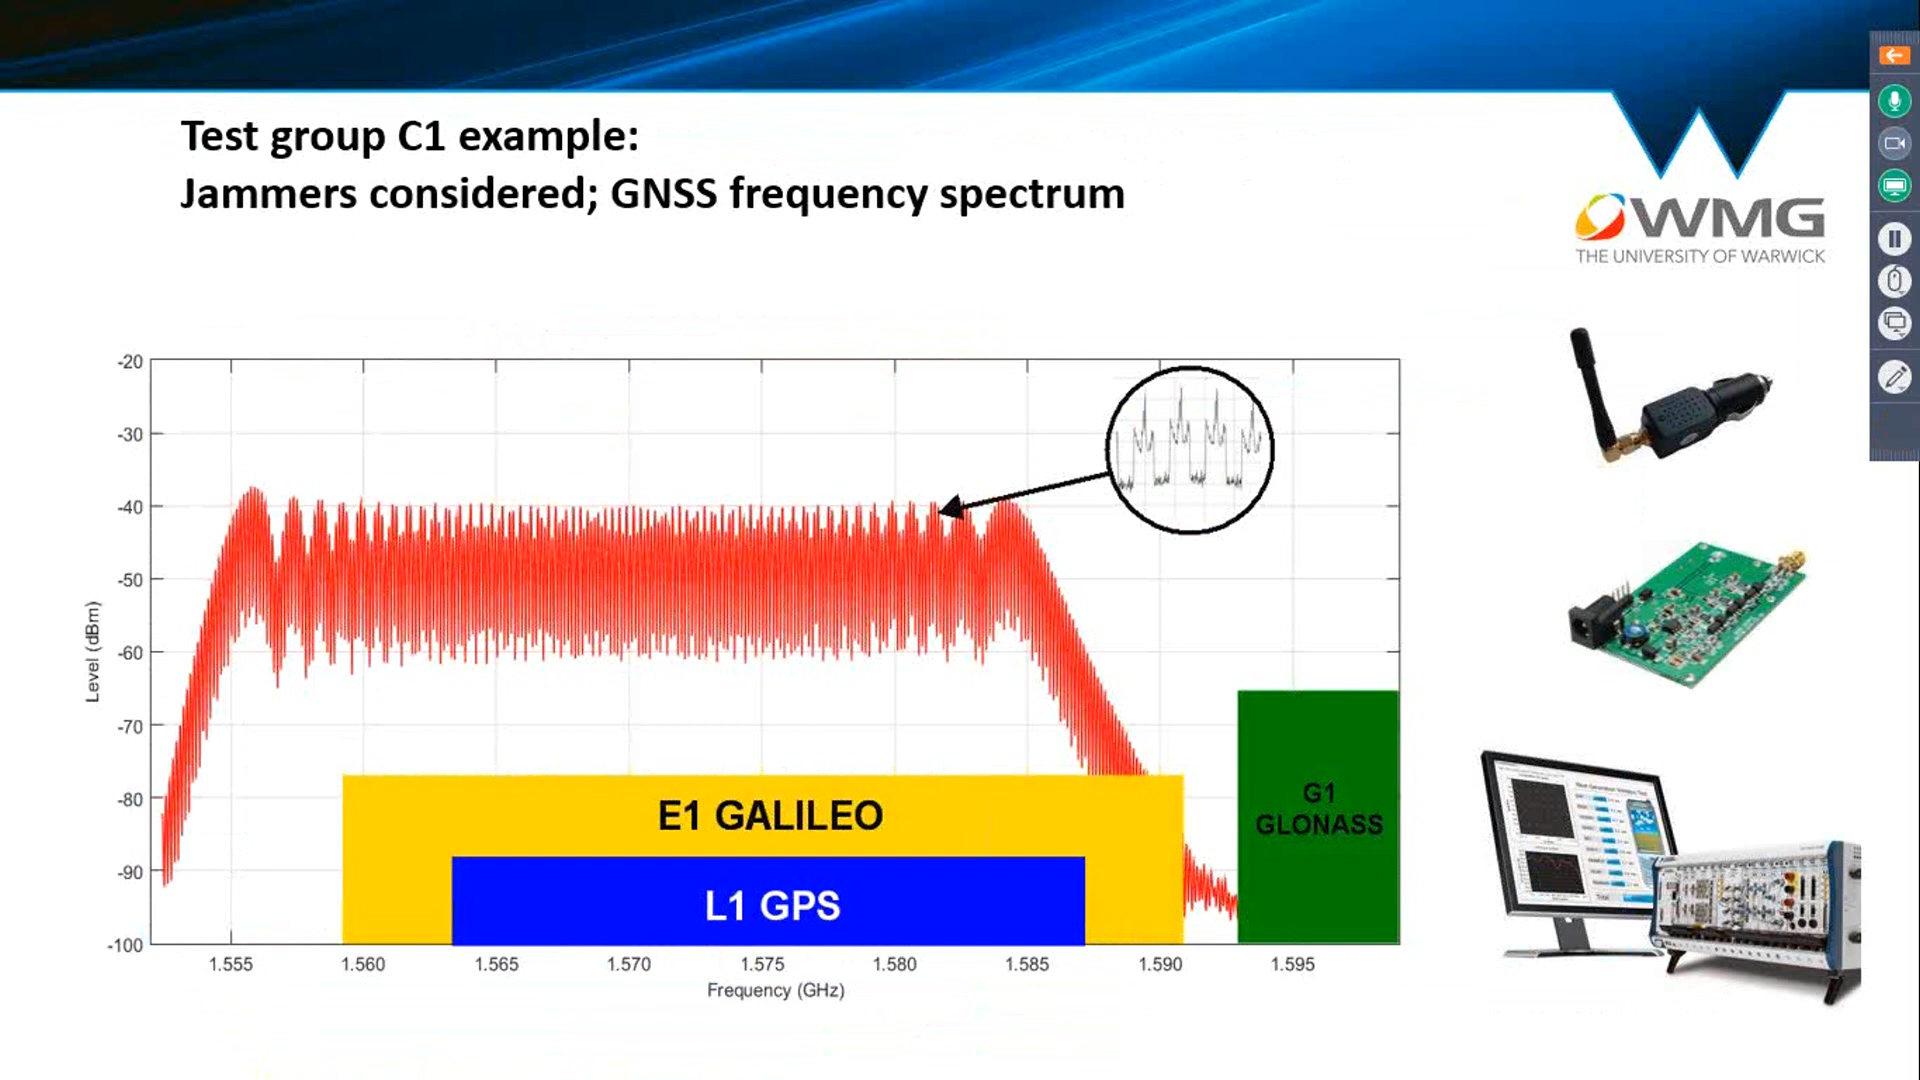 Test group C1 example:
Jammers considered; GNSS frequency spectrum
WMG
THE UNIVERSITY OF WARWICK
-20
-30
-40
-50
-60
-70
-80
-90
-100
Level (dBm)
E1 GALILEO
L1 GPS
G1
GLONASS
1.555
1.560
1.565
1.570
1.575
1.580
1.585
1.590
1.595
Frequency (GHz)